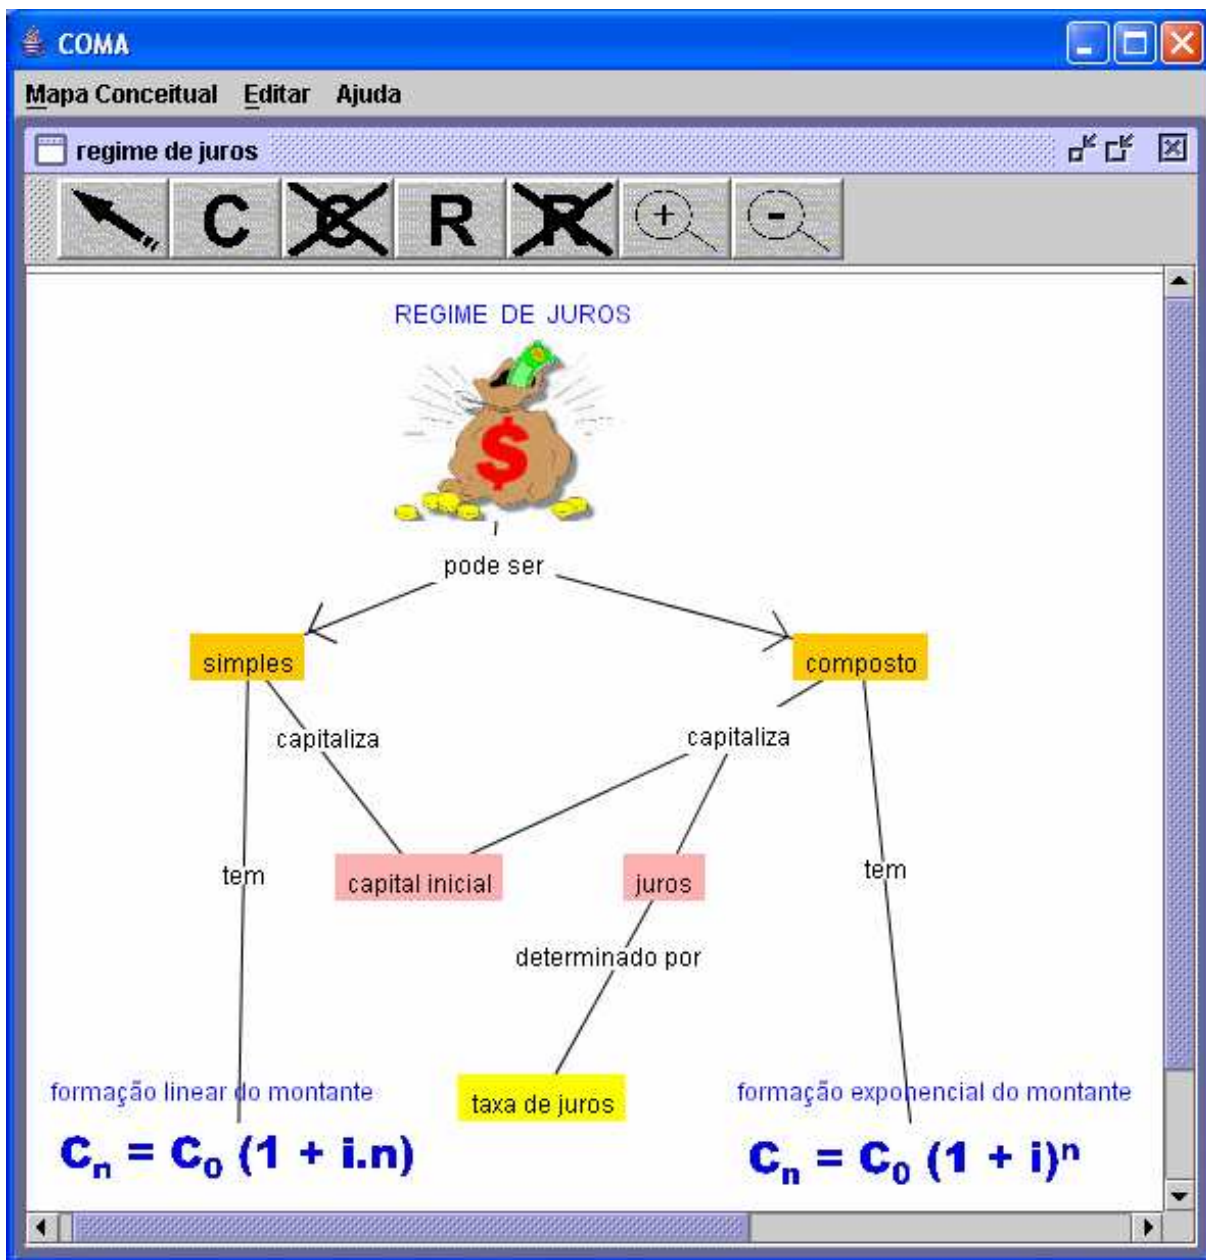 COMA
Mapa Conceitual Editar Ajuda
regime de juros
C C R R + -
REGIME DE JUROS
$
pode ser
simples
composto
capitaliza
capitaliza
tem
capital inicial
juros
tem
determinado por
formação linear do montante
taxa de juros
formação exponencial do montante
Cₙ = C₀ (1 + i.n)
Cₙ = C₀ (1 + i)ⁿ